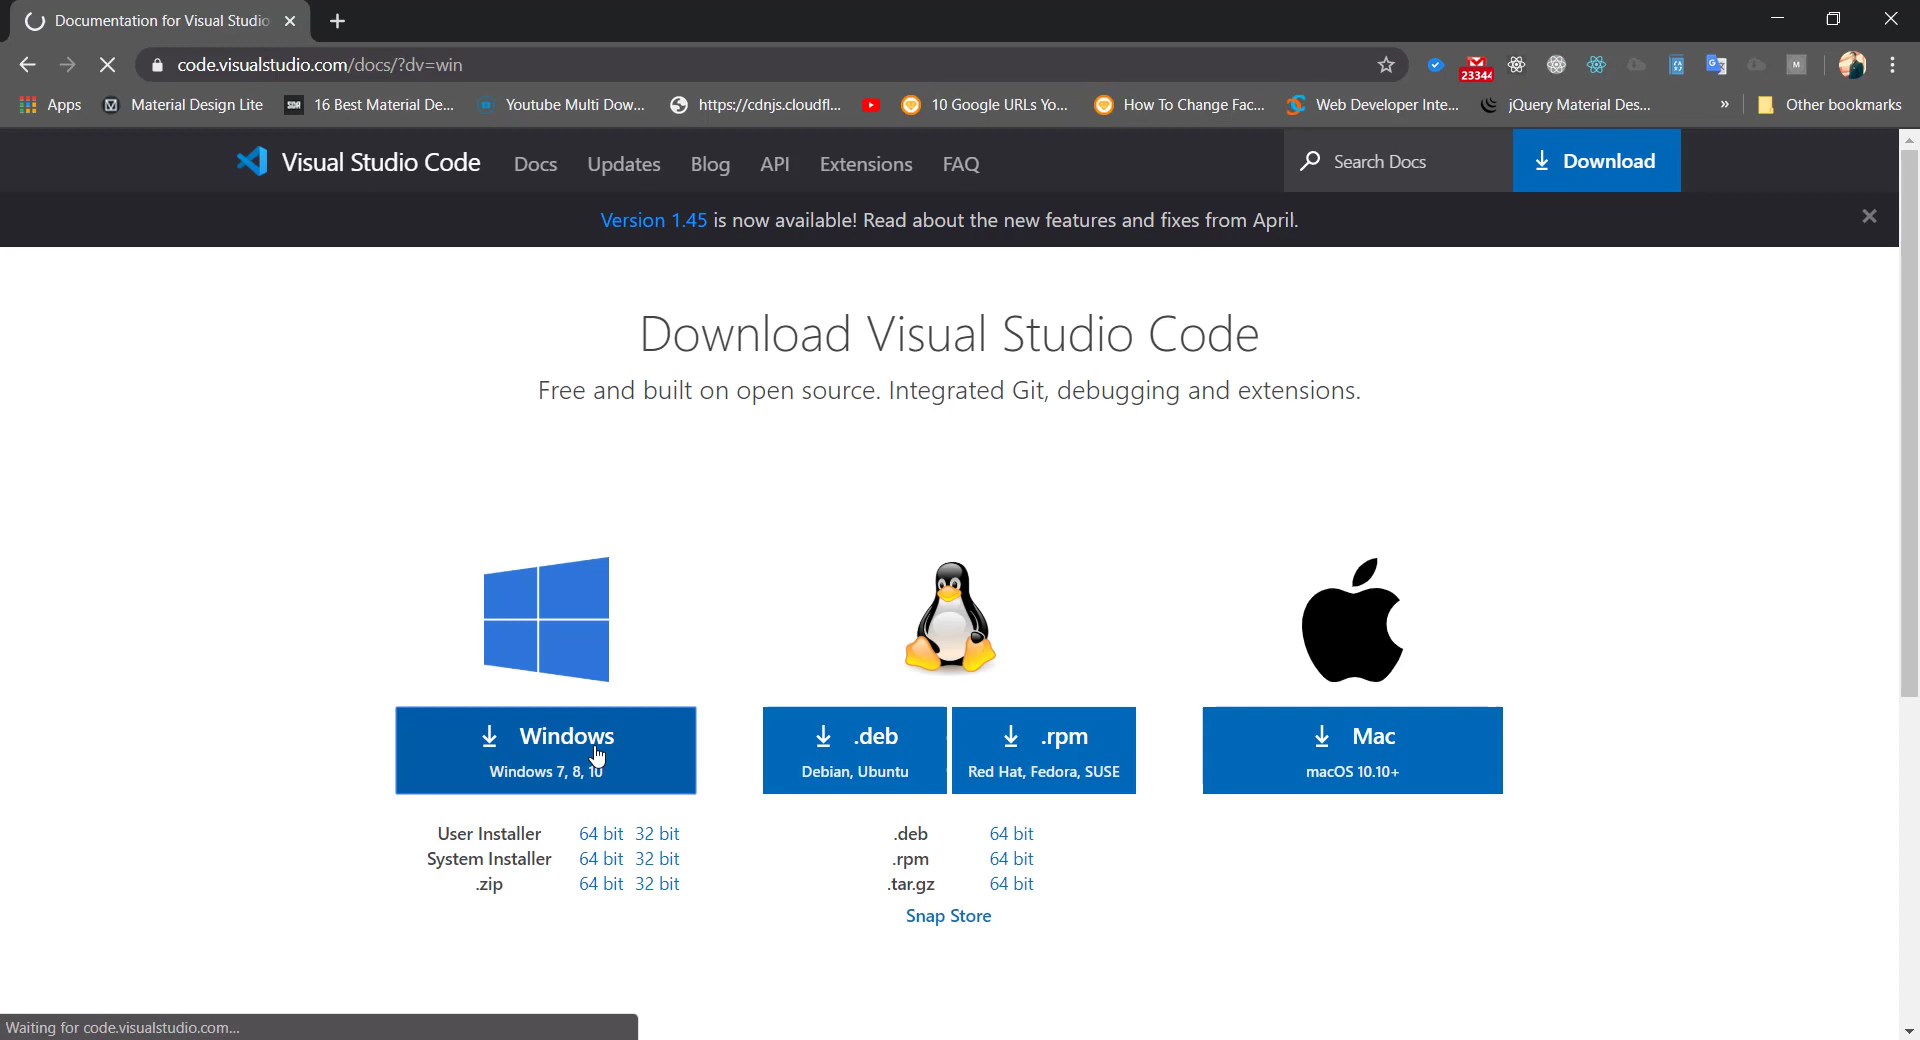 Documentation for Visual Studio
code.visualstudio.com/docs/?dv=win
23344
M
Apps
Material Design Lite
16 Best Material De...
Youtube Multi Dow...
https://cdnjs.cloudfl...
10 Google URLs Yo...
How To Change Fac...
Web Developer Inte...
jQuery Material Des...
»
Other bookmarks
Visual Studio Code
Docs
Updates
Blog
API
Extensions
FAQ
Search Docs
Download
Version 1.45 is now available! Read about the new features and fixes from April.
Download Visual Studio Code
Free and built on open source. Integrated Git, debugging and extensions.
Windows
Windows 7, 8, 10
.deb
Debian, Ubuntu
.rpm
Red Hat, Fedora, SUSE
Mac
macOS 10.10+
User Installer 64 bit 32 bit
System Installer 64 bit 32 bit
.zip 64 bit 32 bit
.deb 64 bit
.rpm 64 bit
.tar.gz 64 bit
Snap Store
Waiting for code.visualstudio.com...